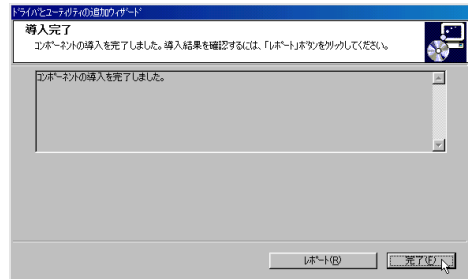 ドライバとユーティリティの追加ウィザード
導入完了
コンポーネントの導入を完了しました。導入結果を確認するには、「レポート」ボタンをクリックしてください。
コンポーネントの導入を完了しました。
レポート(R)
完了(F)